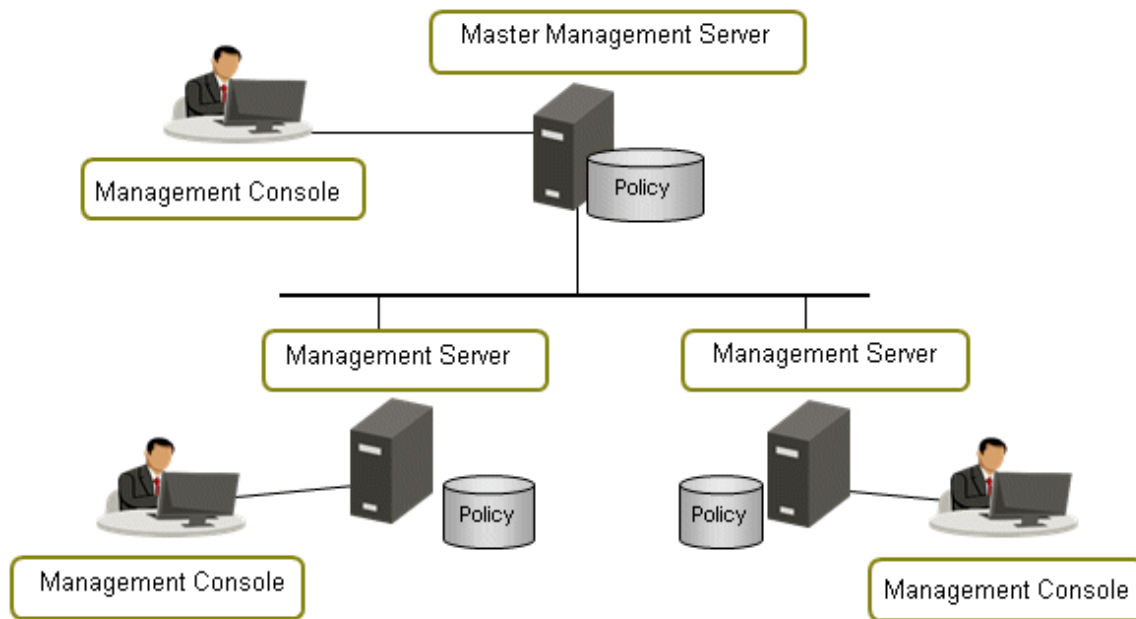 Master Management Server
Management Console
Policy
Management Server
Management Server
Policy
Policy
Management Console
Management Console